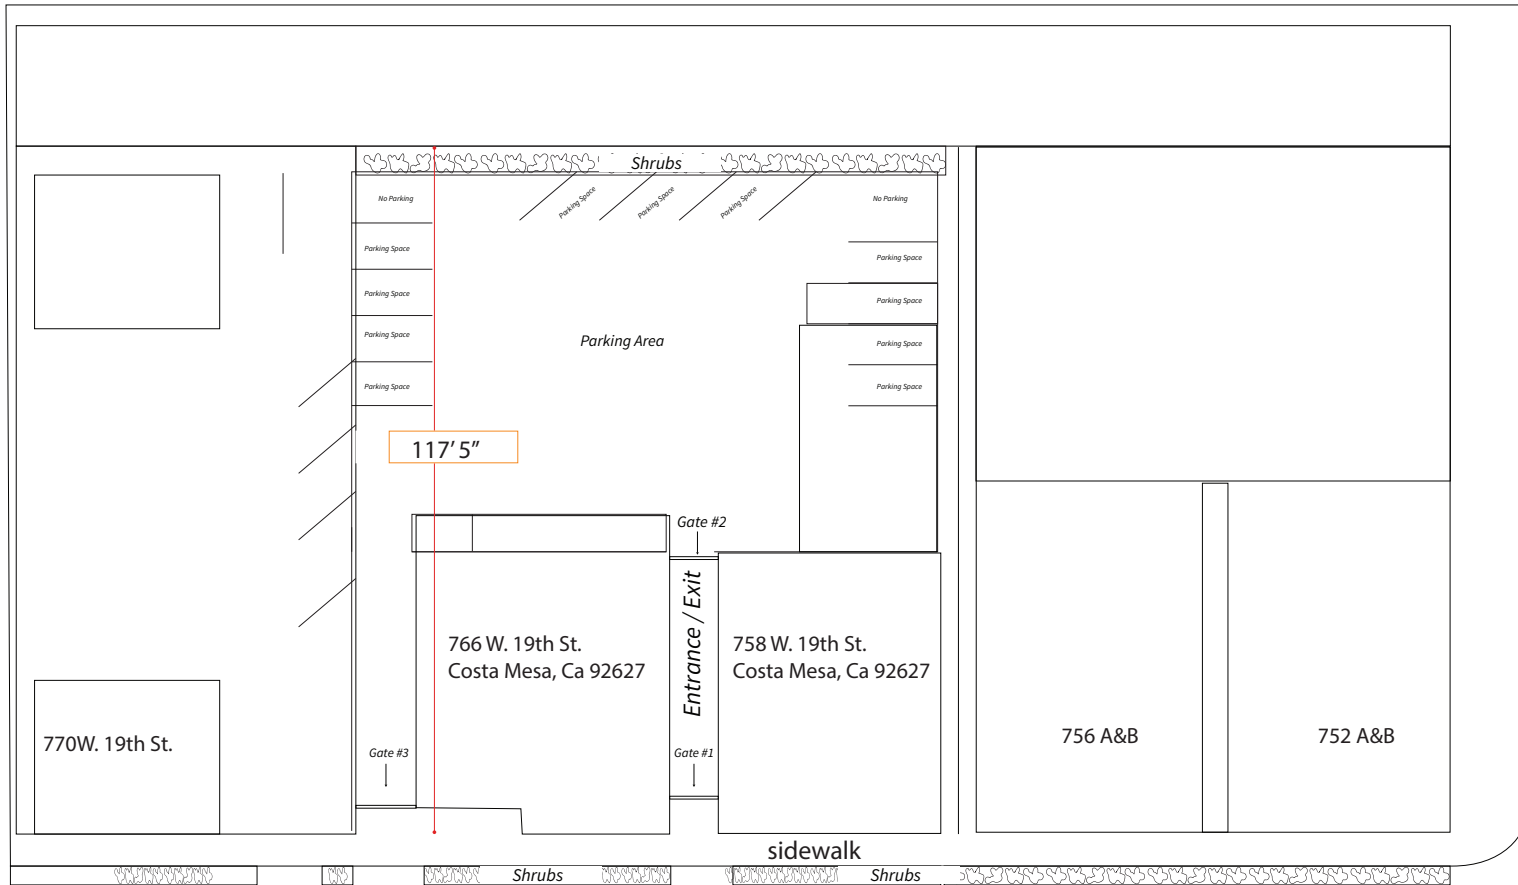 Shrubs
No Parking
Parking Space
Parking Space
Parking Space
No Parking
Parking Space
Parking Space
Parking Space
Parking Space
Parking Space
Parking Space
Parking Space
Parking Space
Parking Area
117' 5”
Gate #2
Entrance / Exit
766 W. 19th St.
Costa Mesa, Ca 92627
758 W. 19th St.
Costa Mesa, Ca 92627
770W. 19th St.
756 A&B
752 A&B
Gate #3
Gate #1
sidewalk
Shrubs
Shrubs